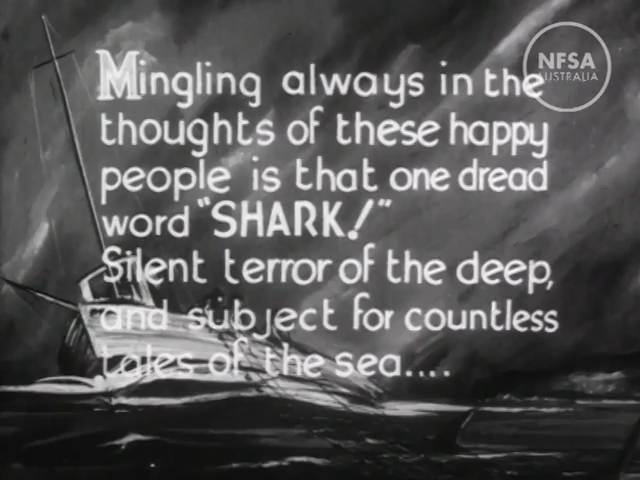 NFSA
AUSTRALIA
Mingling always in the
thoughts of these happy
people is that one dread
word "SHARK!"
Silent terror of the deep,
and subject for countless
tales of the sea....